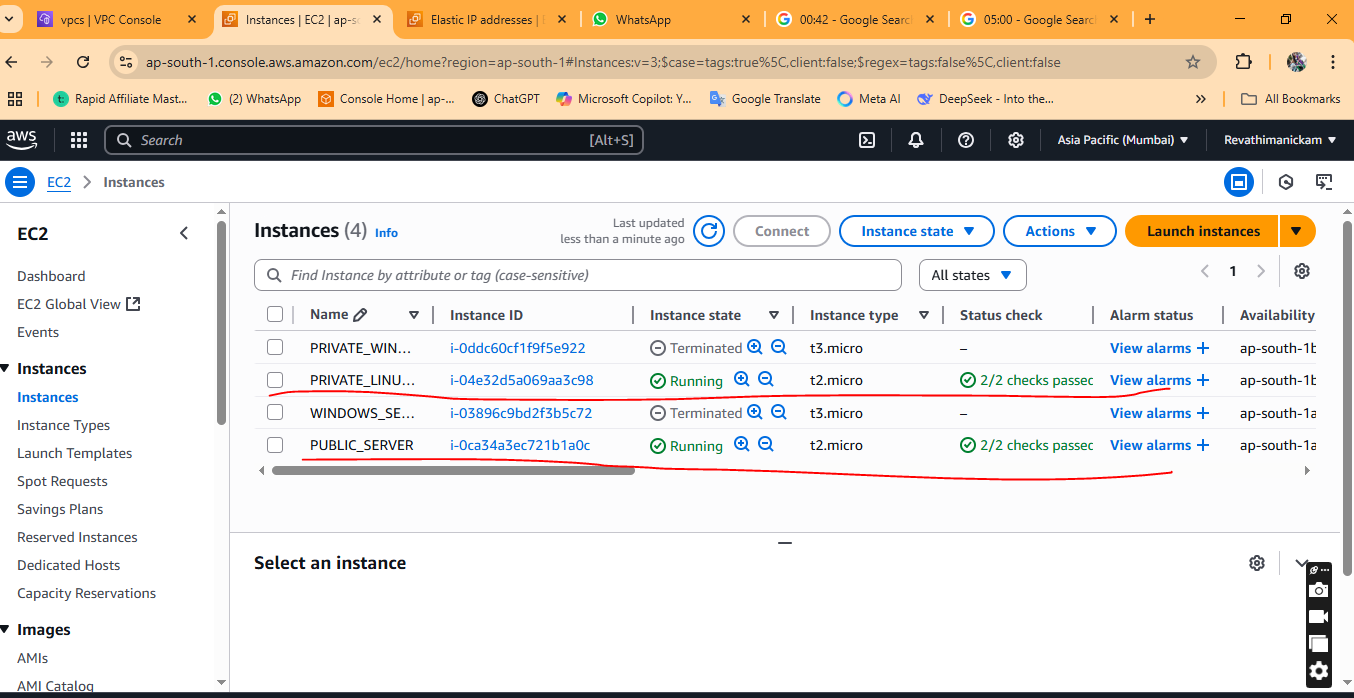 vpcs | VPC Console
Instances | EC2 | ap-s
Elastic IP addresses | E
WhatsApp
00:42 - Google Searc
05:00 - Google Search
ap-south-1.console.aws.amazon.com/ec2/home?region=ap-south-1#Instances:v=3;$case=tags:true%5C,client:false;$regex=tags:false%5C,client:false
Rapid Affiliate Mast... (2) WhatsApp Console Home | ap-... ChatGPT Microsoft Copilot: Y... Google Translate Meta AI DeepSeek - Into the... » All Bookmarks
aws Search [Alt+S] Asia Pacific (Mumbai) Revathimanickam
EC2 Instances
EC2
Dashboard
EC2 Global View
Events
Instances
Instances
Instance Types
Launch Templates
Spot Requests
Savings Plans
Reserved Instances
Dedicated Hosts
Capacity Reservations
Images
AMIs
AMI Catalog
Instances (4) Info
Last updated
less than a minute ago
Connect Instance state Actions Launch instances
Find Instance by attribute or tag (case-sensitive) All states 1
Name Instance ID Instance state Instance type Status check Alarm status Availability
PRIVATE_WIN... i-0ddc60cf1f9f5e922 Terminated t3.micro – View alarms + ap-south-1b
PRIVATE_LINU... i-04e32d5a069aa3c98 Running t2.micro 2/2 checks passec View alarms + ap-south-1b
WINDOWS_SE... i-03896c9bd2f3b5c72 Terminated t3.micro – View alarms + ap-south-1a
PUBLIC_SERVER i-0ca34a3ec721b1a0c Running t2.micro 2/2 checks passec View alarms + ap-south-1a
Select an instance